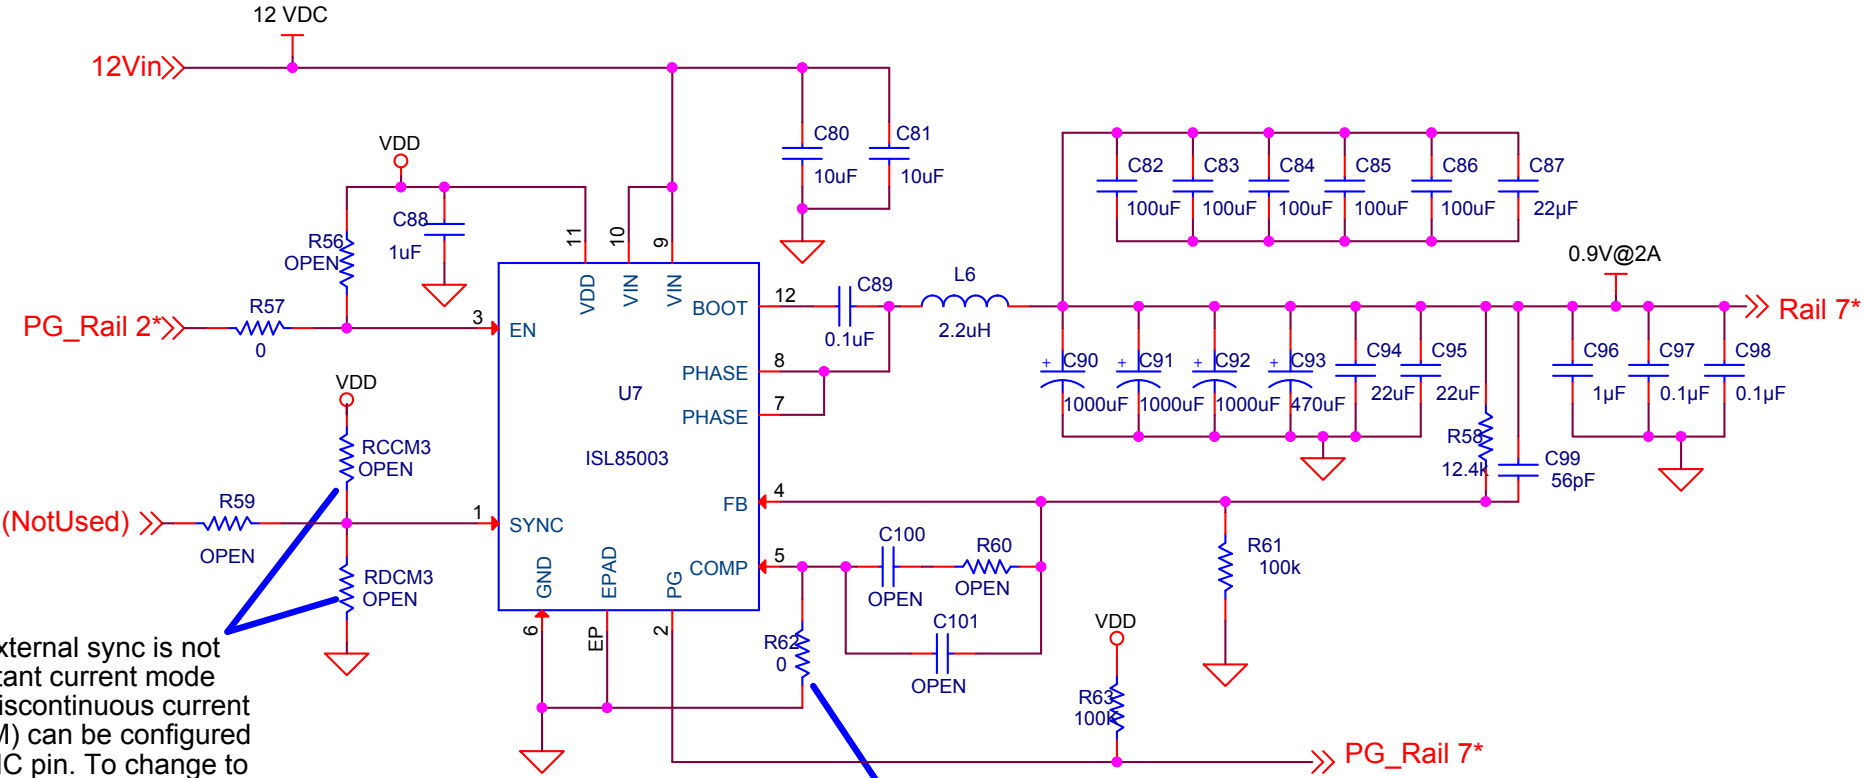 12 VDC
12Vin
VDD
C80
10uF
C81
10uF
C82
100uF
C83
100uF
C84
100uF
C85
100uF
C86
100uF
C87
22µF
R56
OPEN
C88
1uF
11
10
9
0.9V@2A
R57
0
PG_Rail 2*
3
EN
VDD
VIN
VIN
BOOT
12
C89
0.1uF
L6
2.2uH
Rail 7*
PHASE
8
PHASE
7
U7
ISL85003
C90
1000uF
C91
1000uF
C92
1000uF
C93
470uF
C94
22uF
C95
22uF
C96
1µF
C97
0.1µF
C98
0.1µF
VDD
RCCM3
OPEN
R58
12.4k
C99
56pF
(NotUsed)
R59
OPEN
1
SYNC
FB
4
COMP
5
C100
OPEN
R60
OPEN
C101
OPEN
R61
100k
RDCM3
OPEN
GND
EPAD
PG
6
EP
2
R62
0
VDD
R63
100K
PG_Rail 7*
xternal sync is not
tant current mode
iscontinuous current
M) can be configured
IC pin. To change to